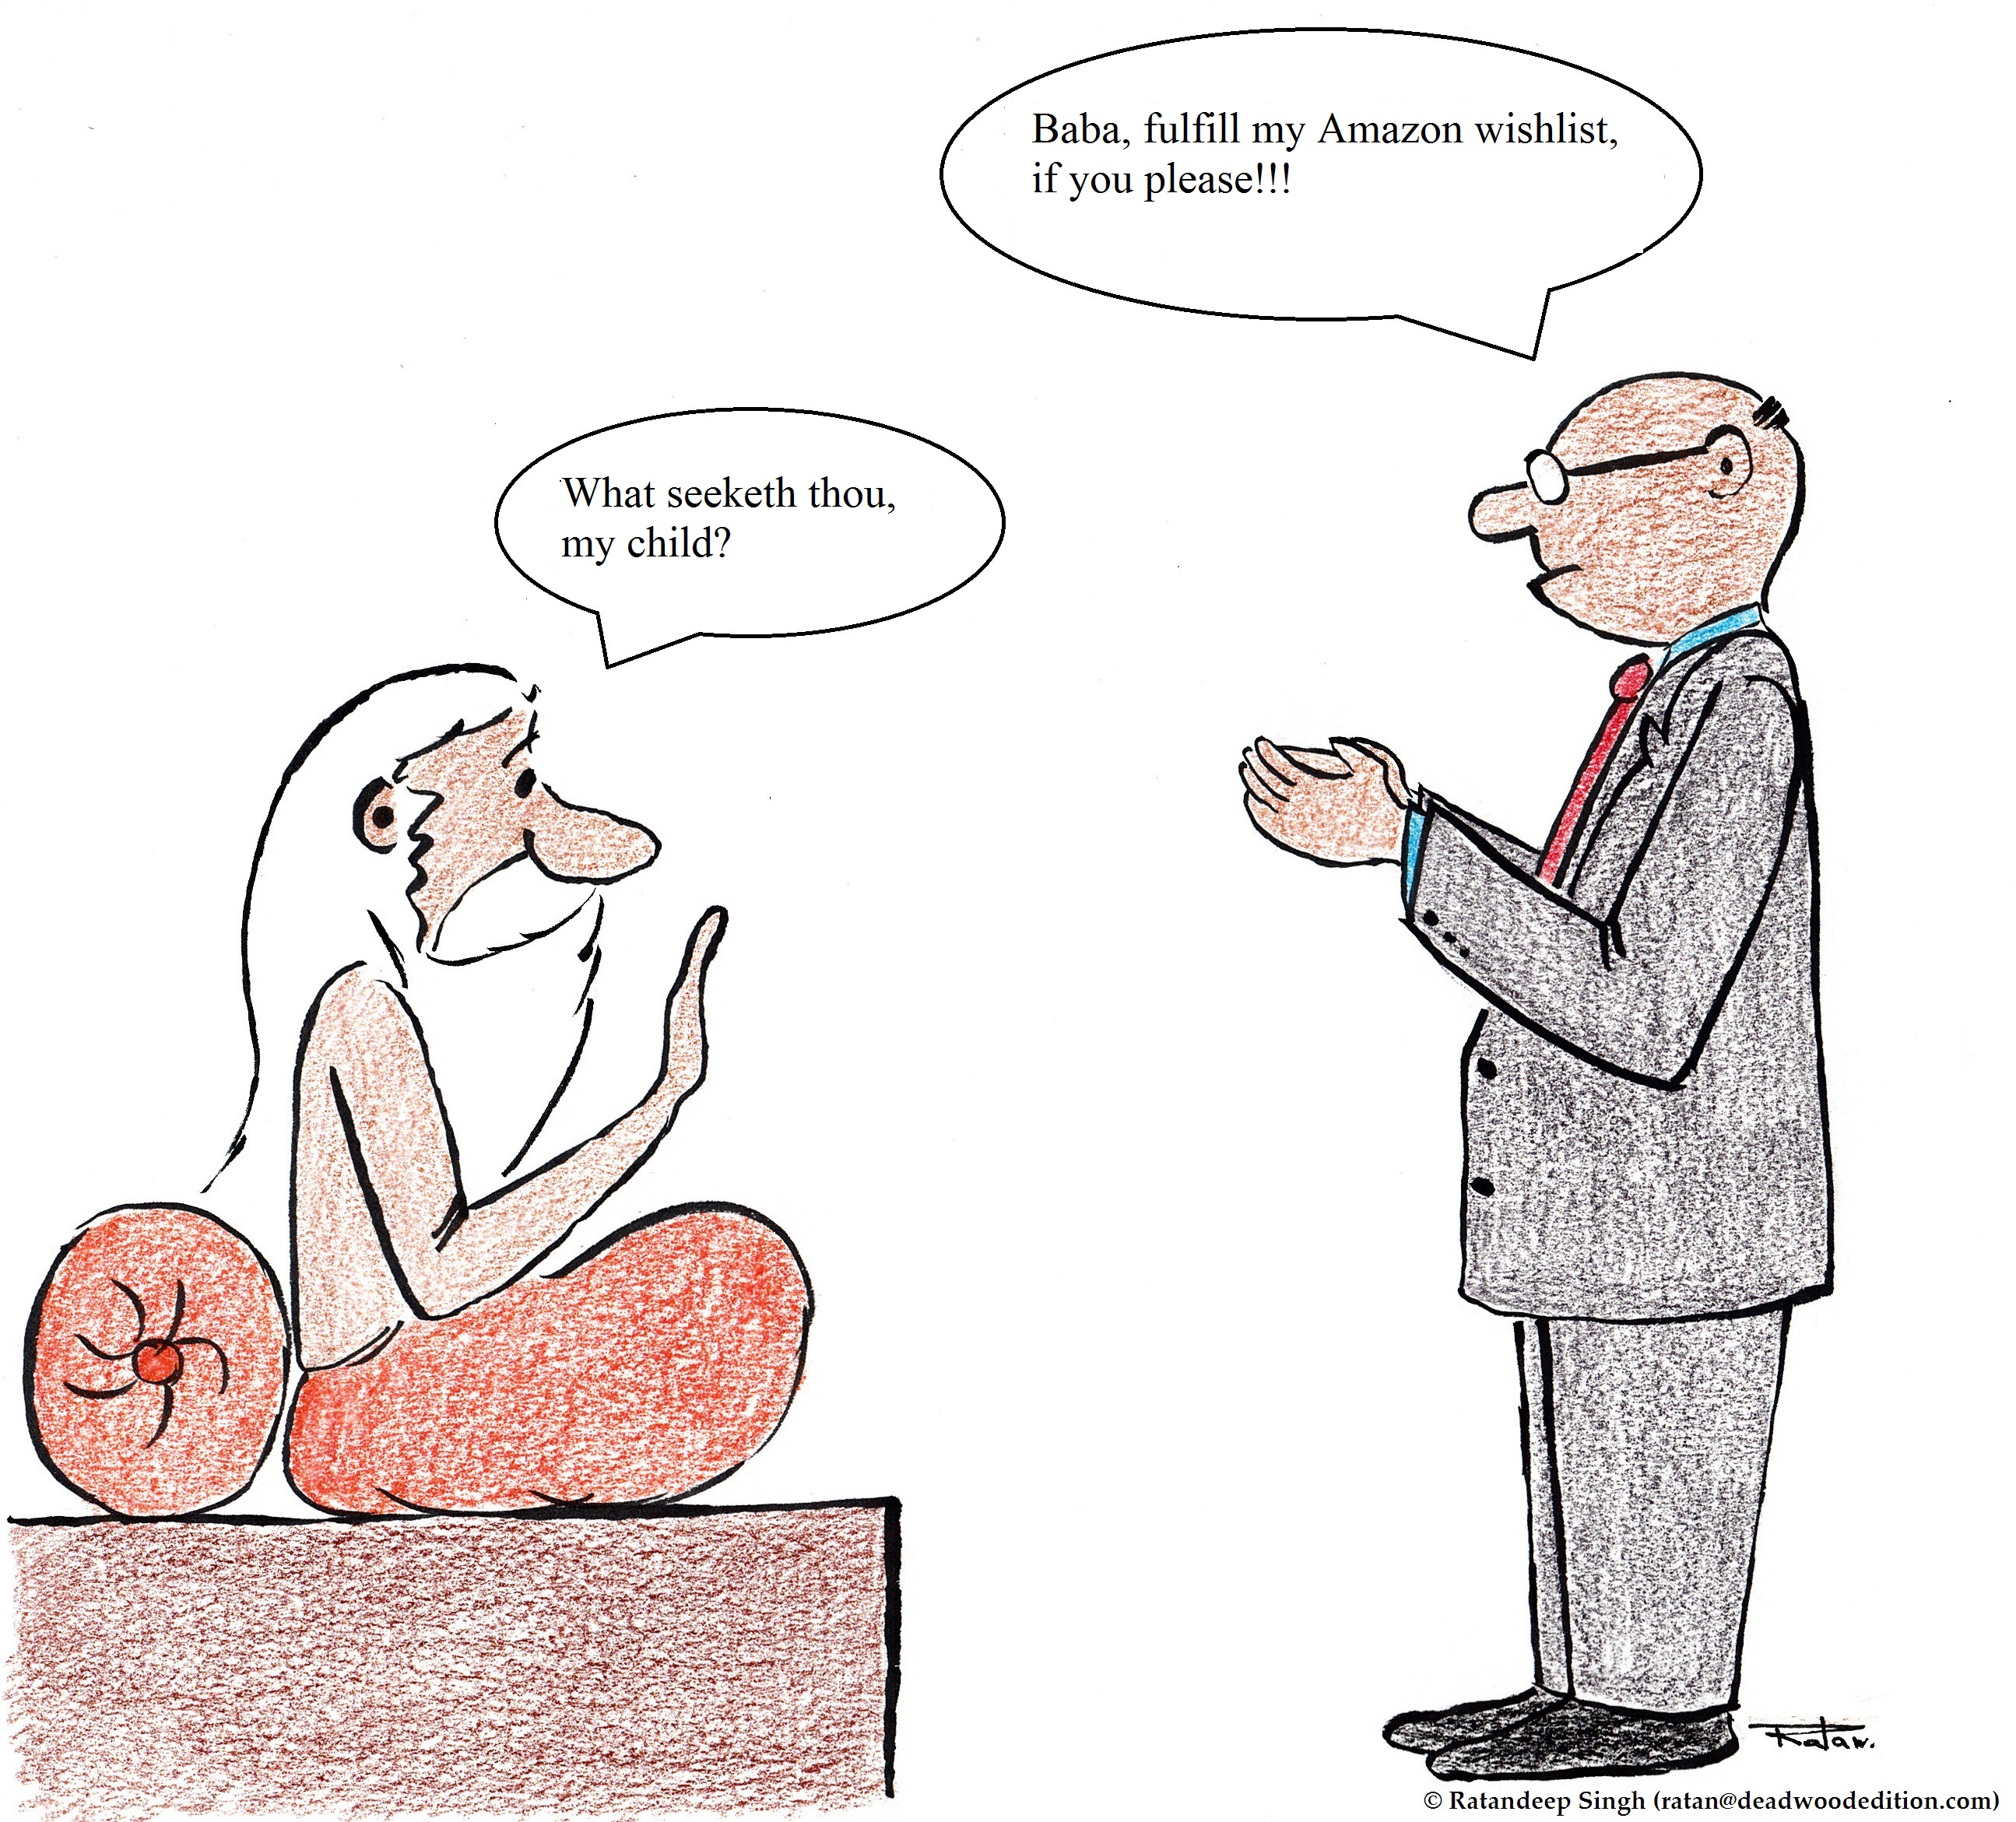 Baba, fulfill my Amazon wishlist,
if you please!!!
What seeketh thou,
my child?
Ratan.
© Ratandeep Singh (ratan@deadwoodedition.com)